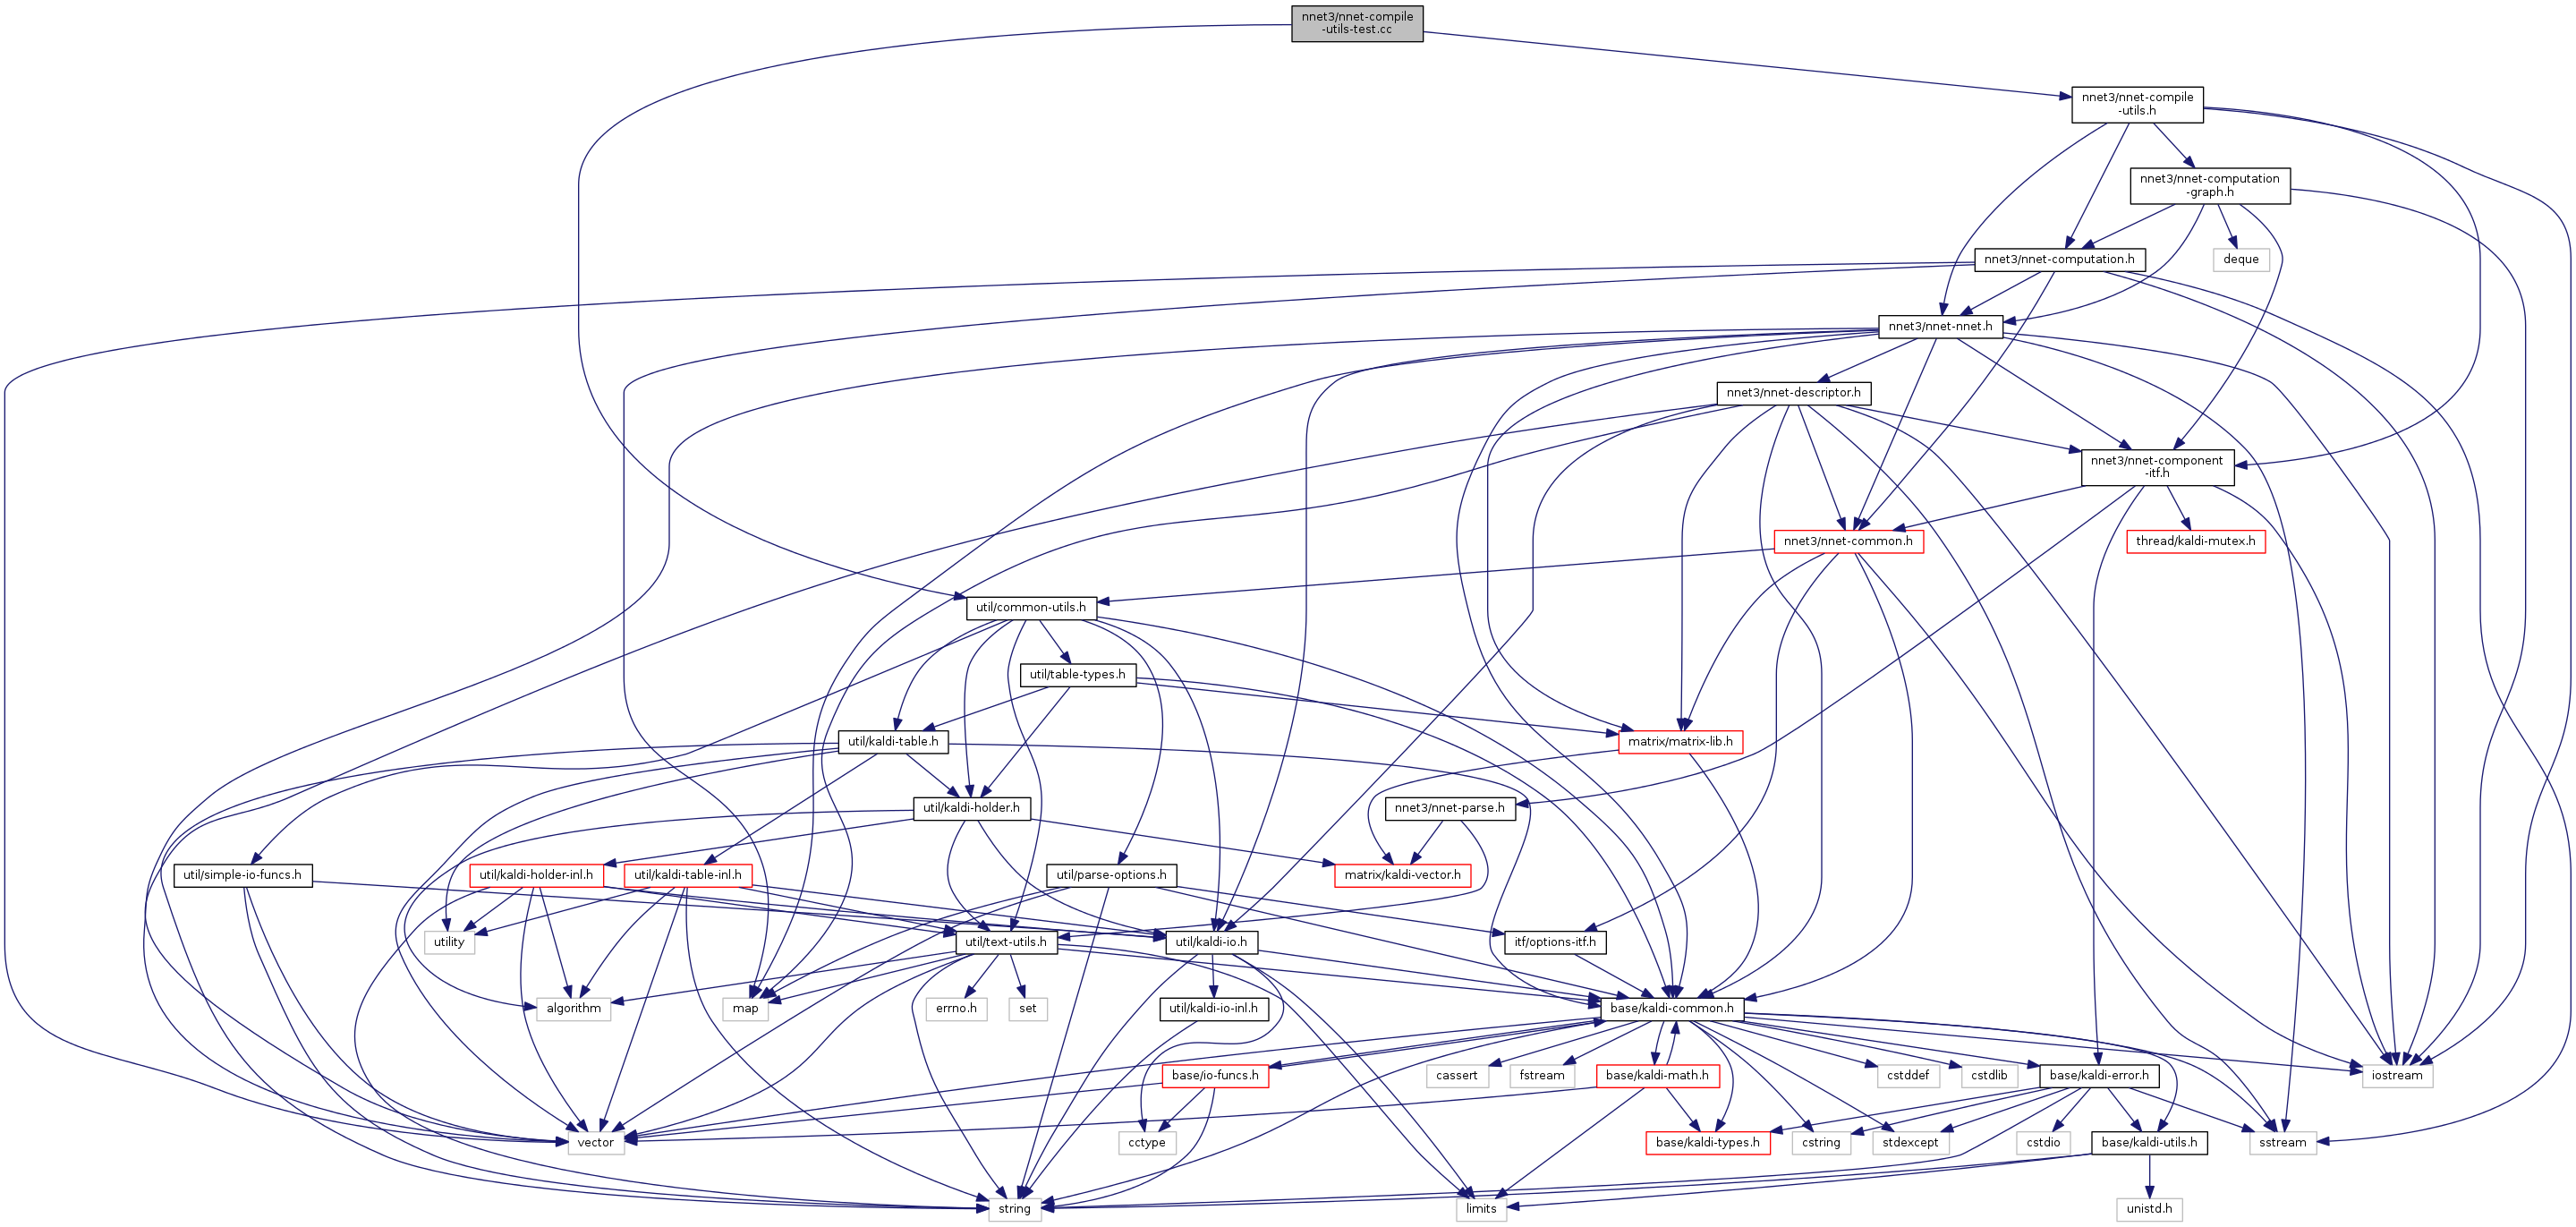 nnet3/nnet-compile
-utils-test.cc
nnet3/nnet-compile
-utils.h
nnet3/nnet-computation
-graph.h
nnet3/nnet-computation.h
deque
nnet3/nnet-nnet.h
nnet3/nnet-descriptor.h
nnet3/nnet-component
-itf.h
nnet3/nnet-common.h
thread/kaldi-mutex.h
util/common-utils.h
util/table-types.h
util/kaldi-table.h
matrix/matrix-lib.h
util/kaldi-holder.h
nnet3/nnet-parse.h
util/simple-io-funcs.h
util/kaldi-holder-inl.h
util/kaldi-table-inl.h
util/parse-options.h
matrix/kaldi-vector.h
utility
util/text-utils.h
util/kaldi-io.h
itf/options-itf.h
algorithm
map
errno.h
set
util/kaldi-io-inl.h
base/kaldi-common.h
base/io-funcs.h
cassert
fstream
base/kaldi-math.h
cstddef
cstdlib
base/kaldi-error.h
iostream
vector
cctype
base/kaldi-types.h
cstring
stdexcept
cstdio
base/kaldi-utils.h
sstream
string
limits
unistd.h